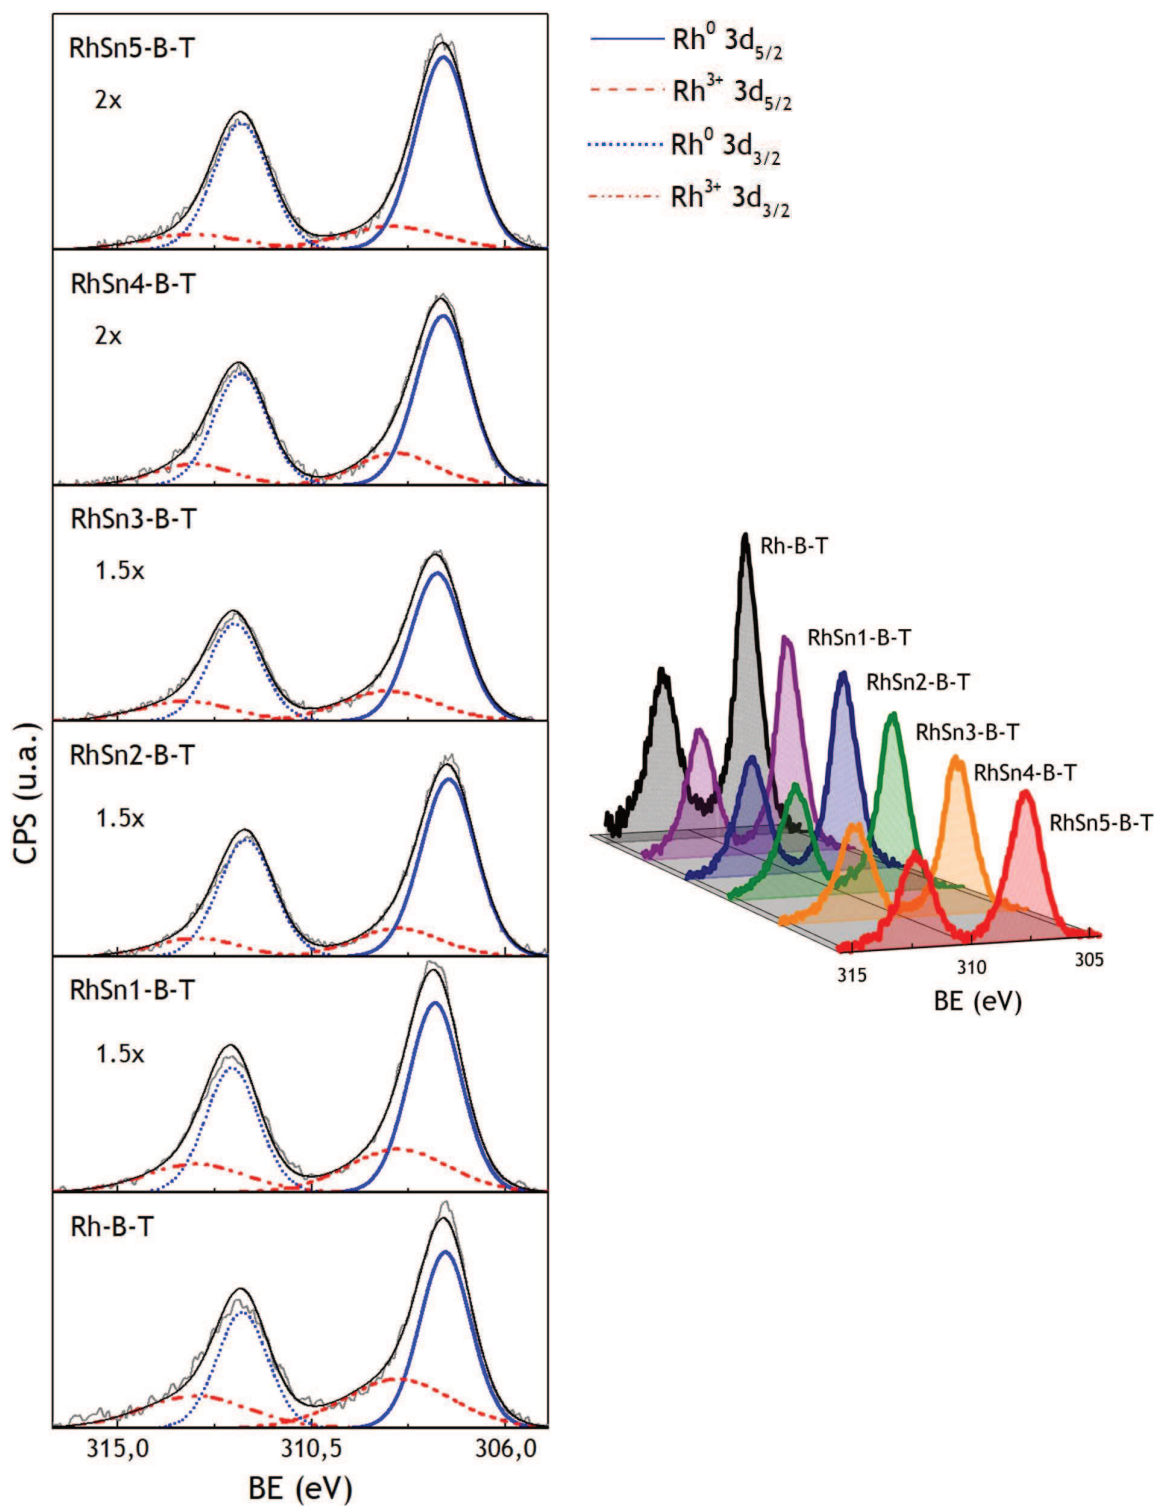 RhSn5-B-T
2x
RhSn4-B-T
2x
RhSn3-B-T
1.5x
RhSn2-B-T
1.5x
RhSn1-B-T
1.5x
Rh-B-T
CPS (u.a.)
315,0 310,5 306,0
BE (eV)
Rh⁰ 3d₅/₂
Rh³⁺ 3d₅/₂
Rh⁰ 3d₃/₂
Rh³⁺ 3d₃/₂
Rh-B-T
RhSn1-B-T
RhSn2-B-T
RhSn3-B-T
RhSn4-B-T
RhSn5-B-T
315 310 305
BE (eV)